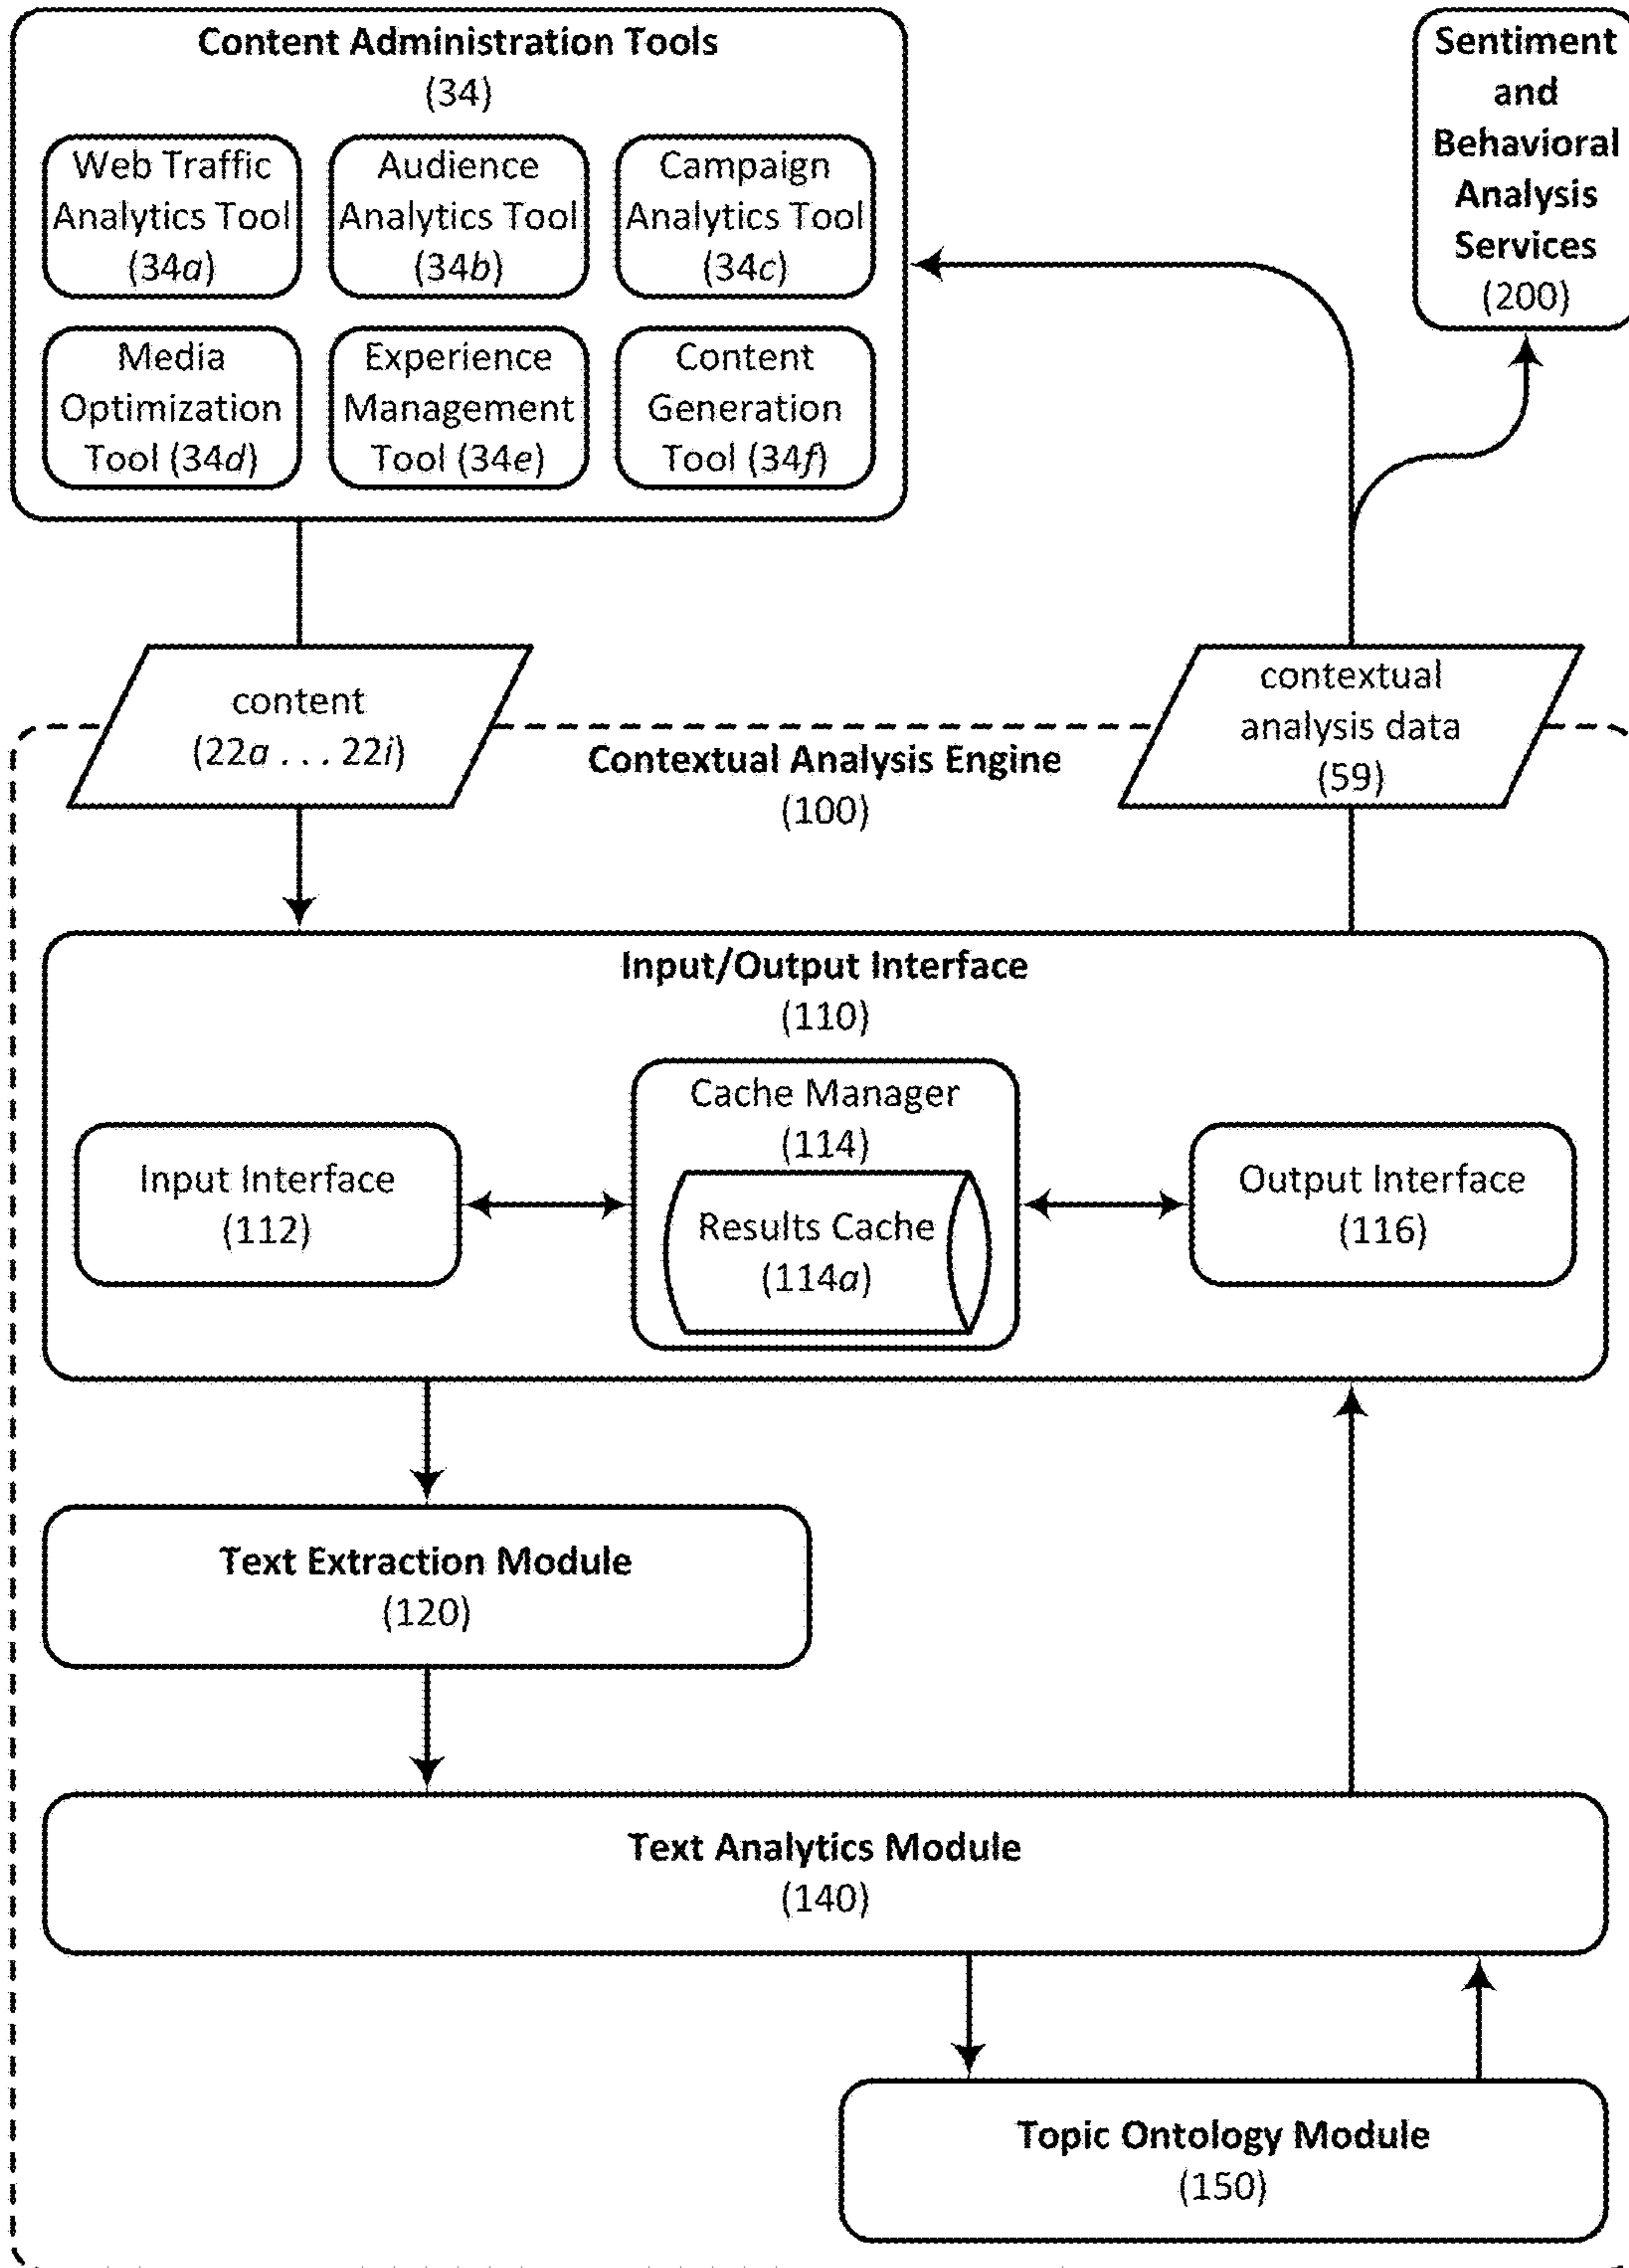 Content Administration Tools
(34)
Web Traffic
Analytics Tool
(34a)
Audience
Analytics Tool
(34b)
Campaign
Analytics Tool
(34c)
Media
Optimization
Tool (34d)
Experience
Management
Tool (34e)
Content
Generation
Tool (34f)
Sentiment
and
Behavioral
Analysis
Services
(200)
content
(22a . . . 22i)
contextual
analysis data
(59)
Contextual Analysis Engine
(100)
Input/Output Interface
(110)
Input Interface
(112)
Cache Manager
(114)
Results Cache
(114a)
Output Interface
(116)
Text Extraction Module
(120)
Text Analytics Module
(140)
Topic Ontology Module
(150)